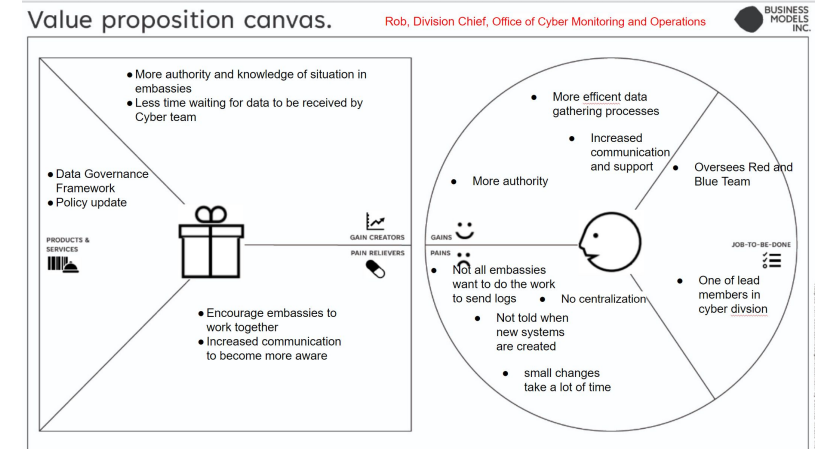 Value proposition canvas.
Rob, Division Chief, Office of Cyber Monitoring and Operations
BUSINESS
MODELS
INC.
● More authority and knowledge of situation in
embassies
● Less time waiting for data to be received by
Cyber team
● Data Governance
Framework
● Policy update
PRODUCTS &
SERVICES
GAIN CREATORS
PAIN RELIEVERS
● Encourage embassies to
work together
● Increased communication
to become more aware
● More efficent data
gathering processes
● Increased
communication
and support
● More authority
GAINS
PAINS
● Not all embassies
want to do the work
to send logs
● No centralization
● Not told when
new systems
are created
● small changes
take a lot of time
● Oversees Red and
Blue Team
JOB-TO-BE-DONE
● One of lead
members in
cyber divsion